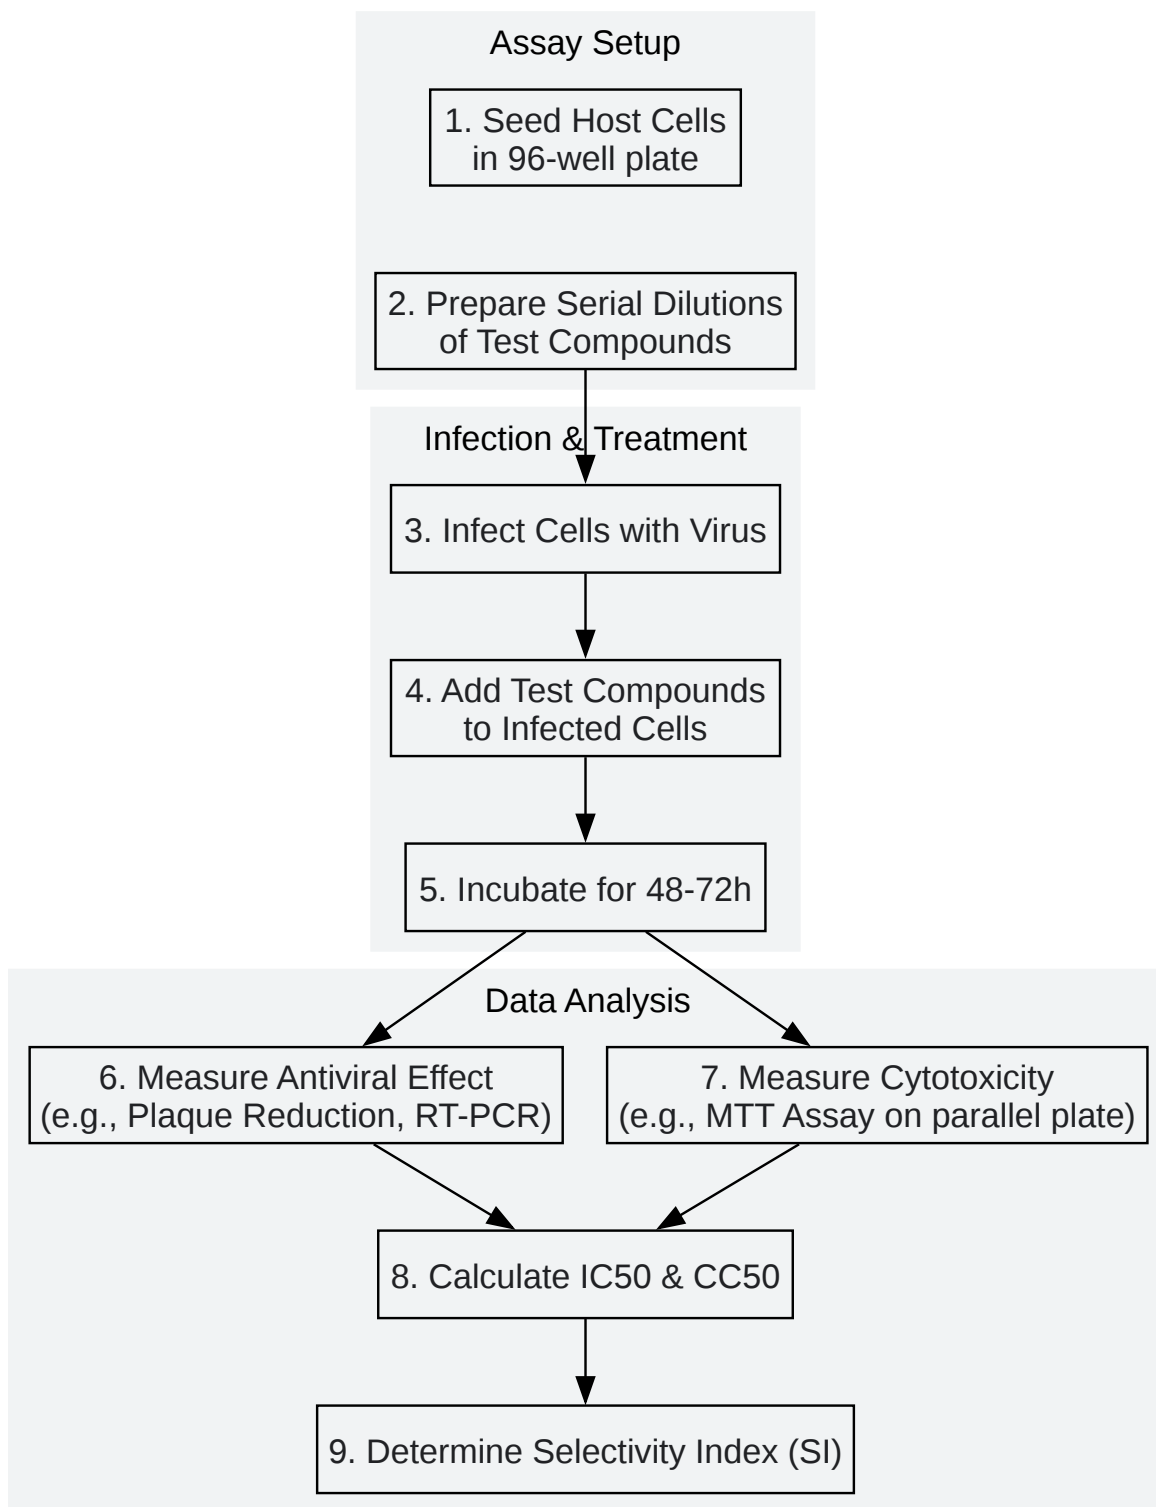 Assay Setup
1. Seed Host Cells
in 96-well plate
2. Prepare Serial Dilutions
of Test Compounds
Infection & Treatment
3. Infect Cells with Virus
4. Add Test Compounds
to Infected Cells
5. Incubate for 48-72h
Data Analysis
6. Measure Antiviral Effect
(e.g., Plaque Reduction, RT-PCR)
7. Measure Cytotoxicity
(e.g., MTT Assay on parallel plate)
8. Calculate IC50 & CC50
9. Determine Selectivity Index (SI)